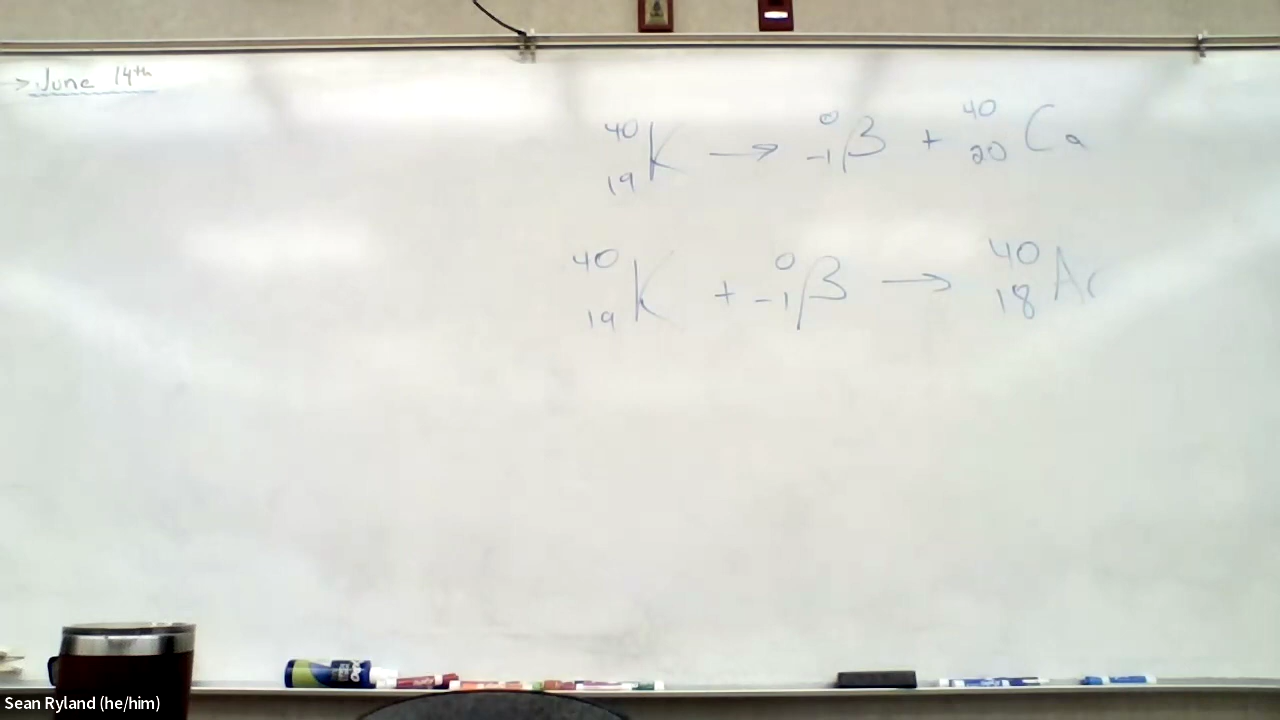 → June 14th
⁴⁰₁₉K → ⁰₋₁β + ⁴⁰₂₀Ca
⁴⁰₁₉K + ⁰₋₁β → ⁴⁰₁₈Ar
Sean Ryland (he/him)